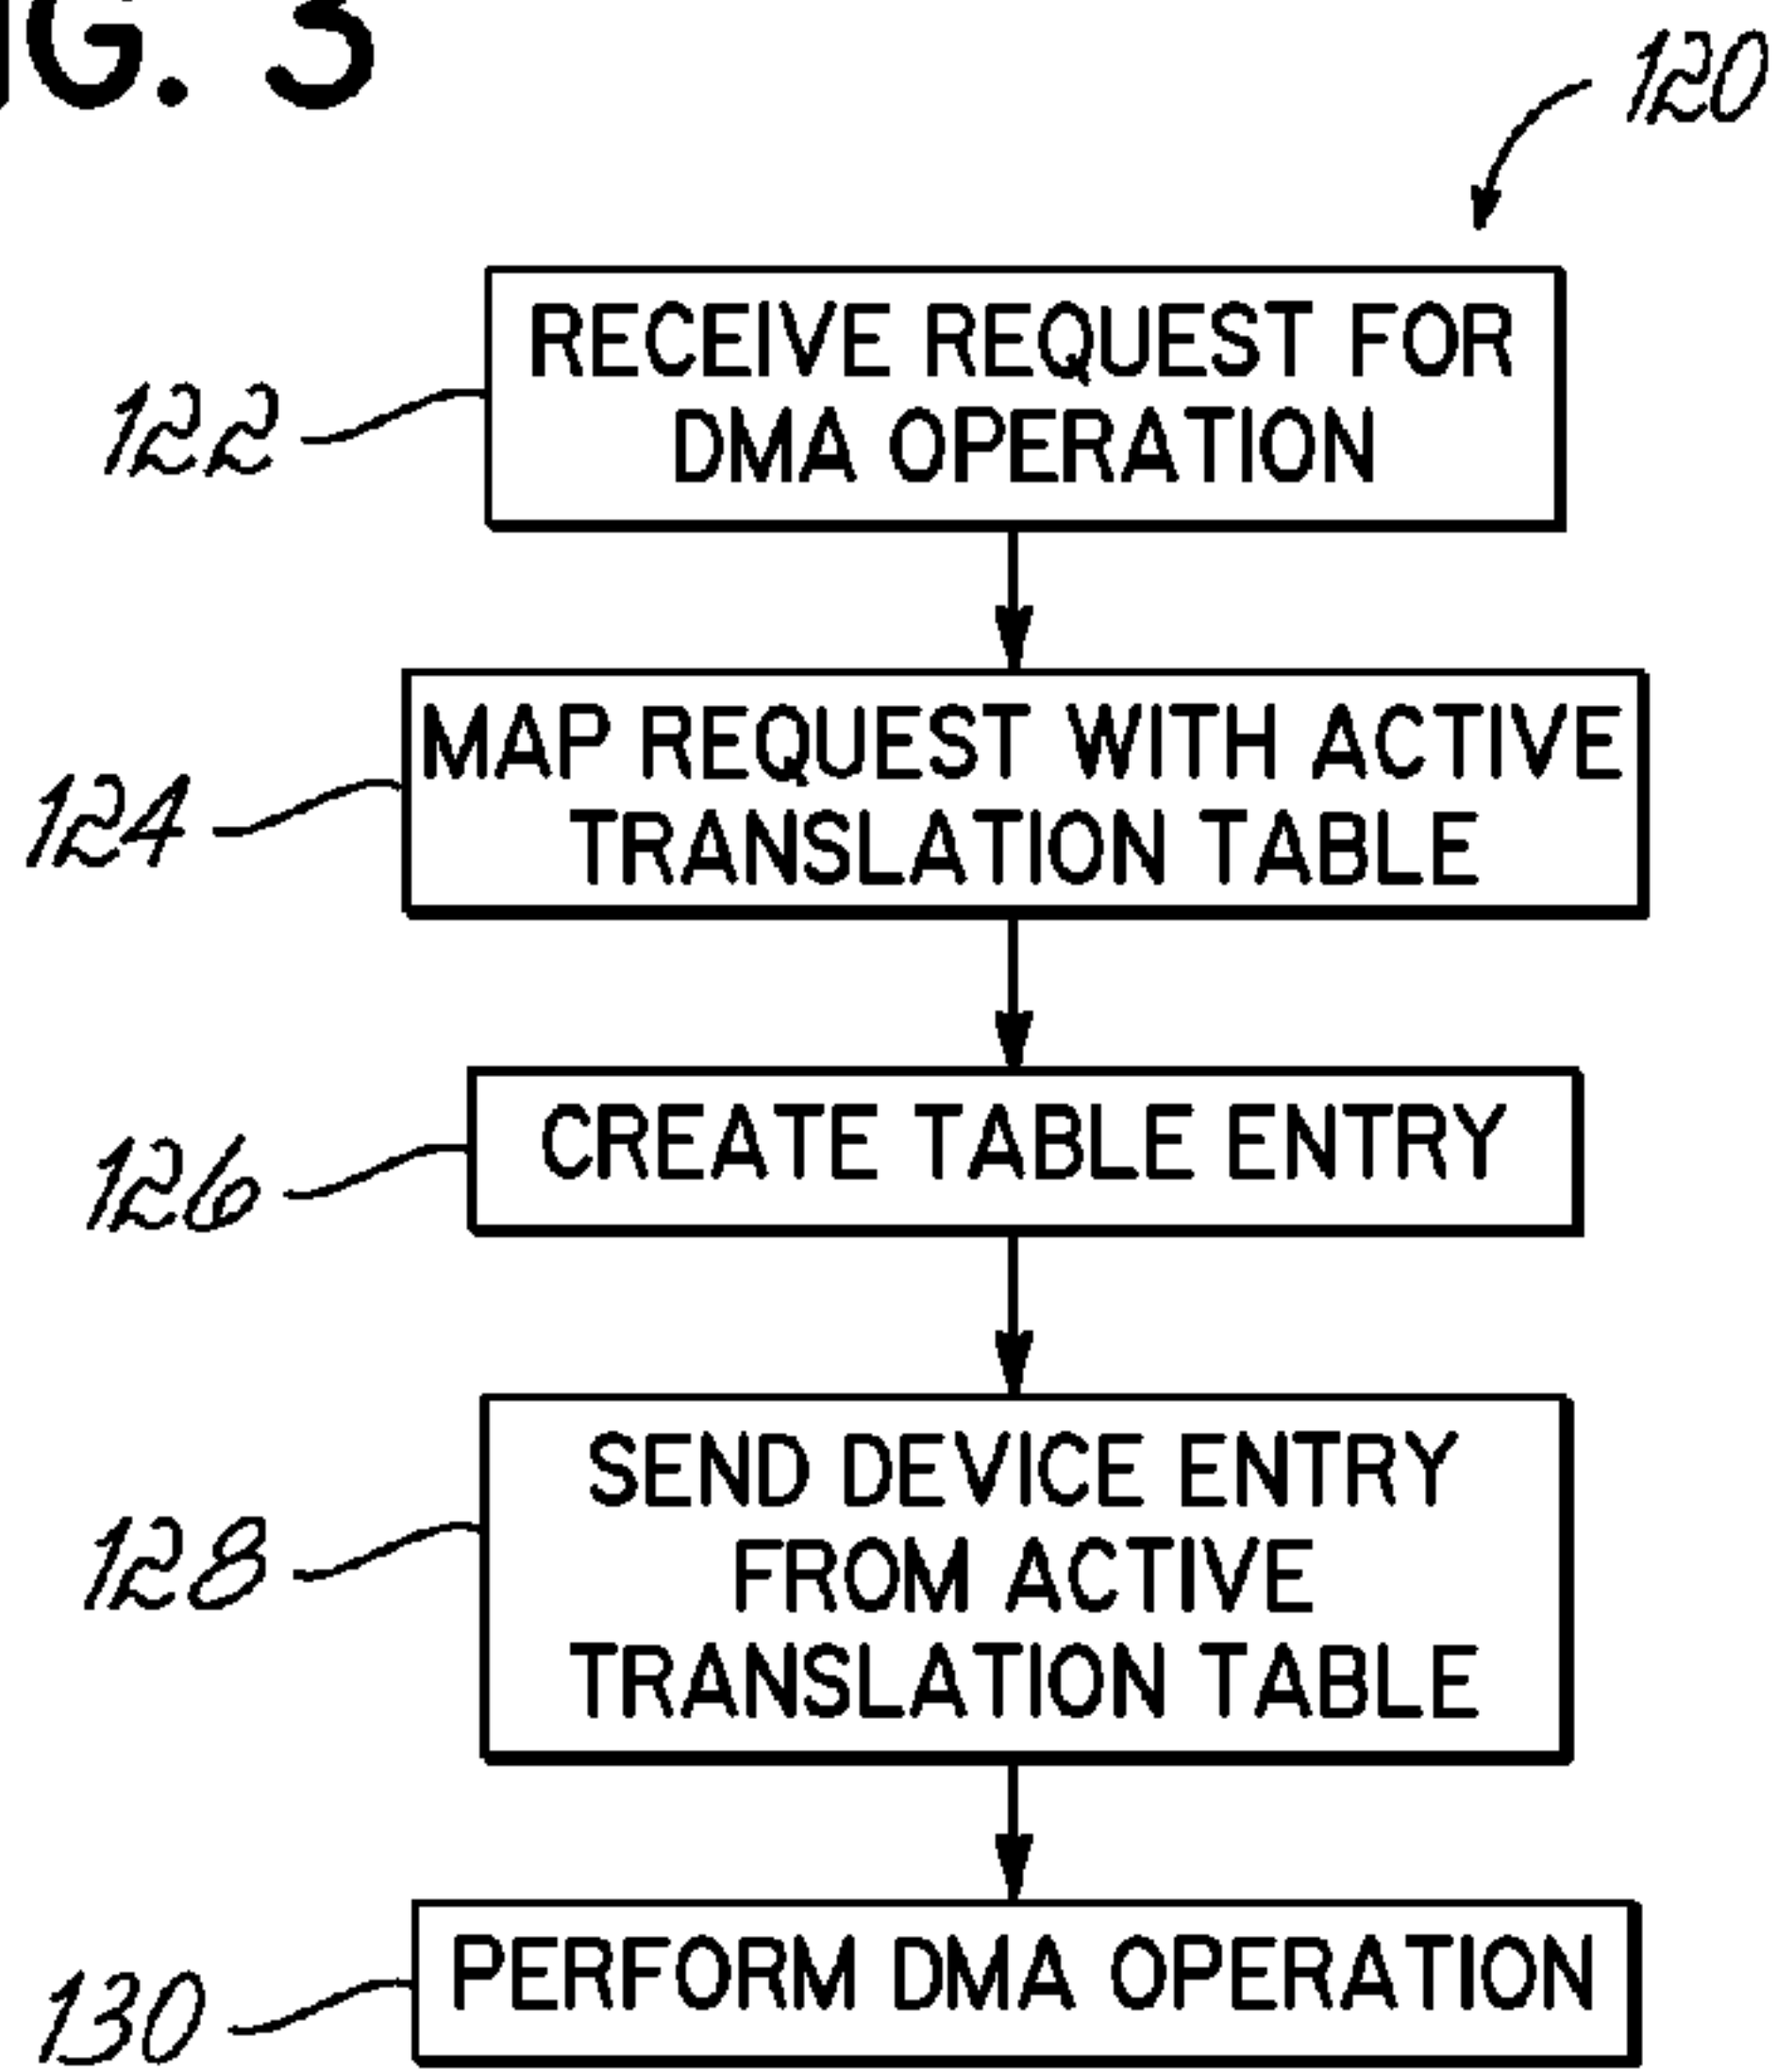 G. 3
120
RECEIVE REQUEST FOR
DMA OPERATION
122
MAP REQUEST WITH ACTIVE
TRANSLATION TABLE
124
CREATE TABLE ENTRY
126
SEND DEVICE ENTRY
FROM ACTIVE
TRANSLATION TABLE
128
PERFORM DMA OPERATION
130